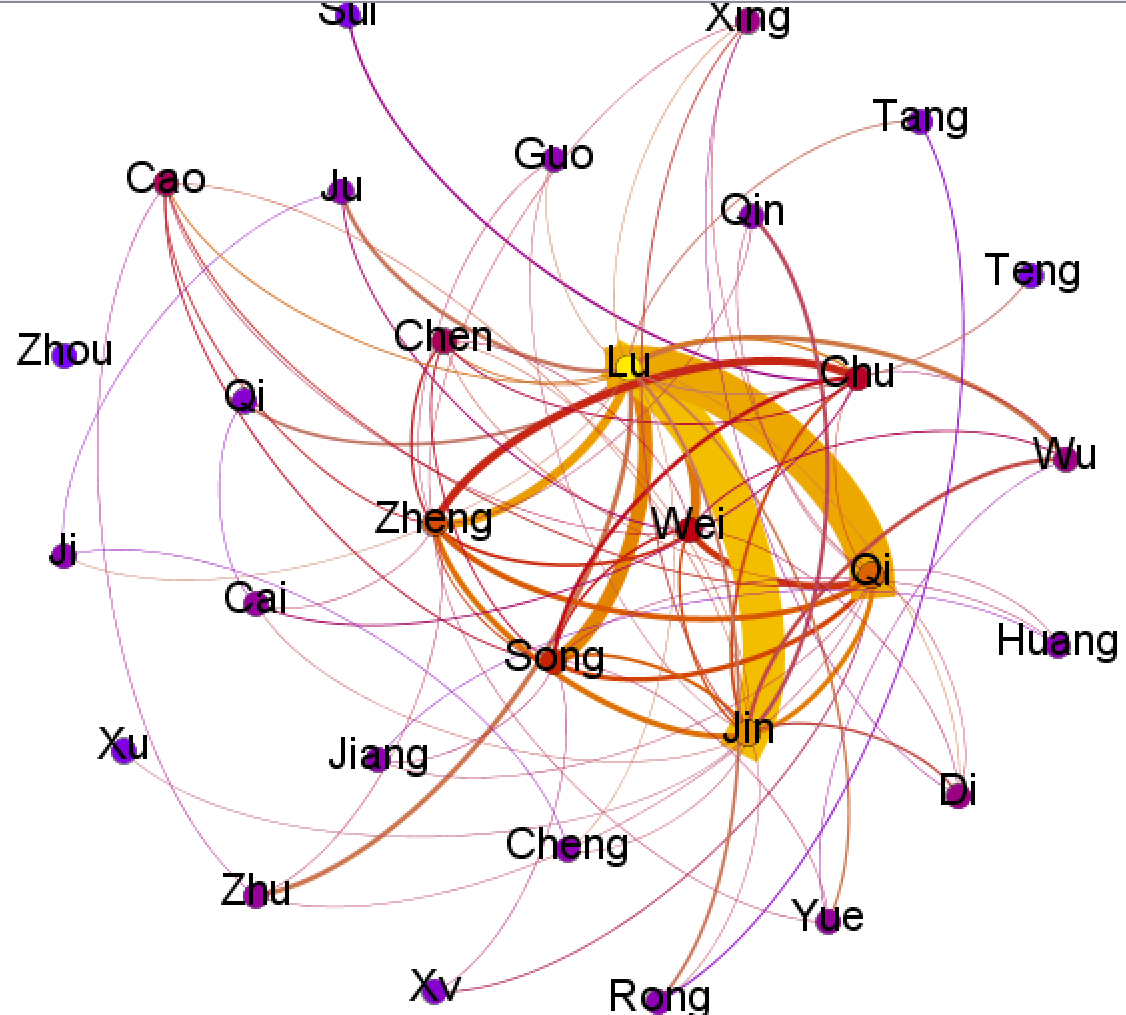 Sui
Xing
Tang
Guo
Cao
Ju
Qin
Teng
Chen
Zhou
Lu
Chu
Qi
Wu
Zheng
Wei
Ji
Qi
Cai
Huang
Song
Jin
Xu
Jiang
Di
Cheng
Zhu
Yue
Xv
Rong